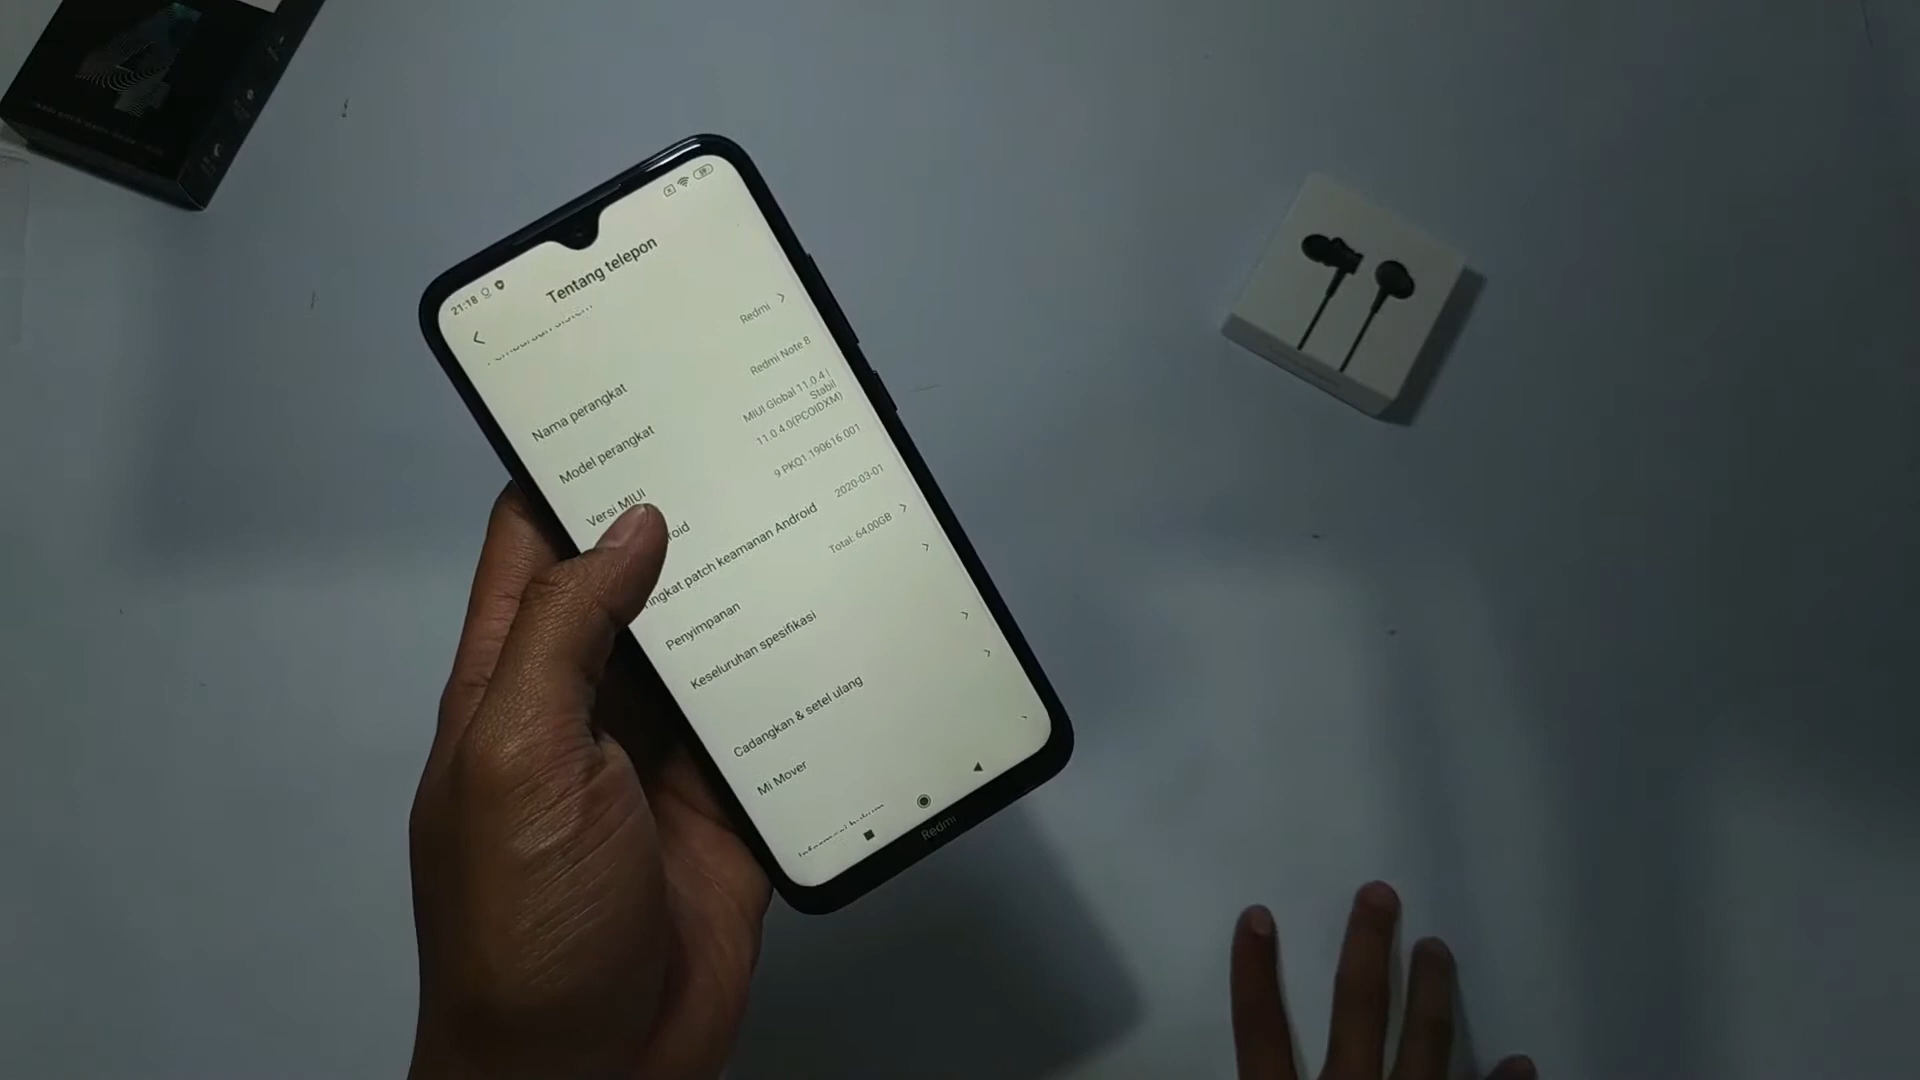 21:18
Tentang telepon
Nama perangkat
Redmi
Model perangkat
Redmi Note 8
Versi MIUI
MIUI Global 11.0.4 |
Stabil
11.0.4.0(PCOIDXM)
roid
9 PKQ1.190616.001
ingkat patch keamanan Android
2020-03-01
Penyimpanan
Total: 64,00GB
Keseluruhan spesifikasi
Cadangkan & setel ulang
Mi Mover
Redmi
4